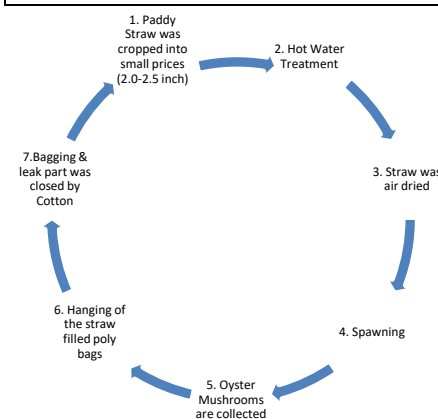 1. Paddy
Straw was
cropped into
small prices
(2.0-2.5 inch)
2. Hot Water
Treatment
3. Straw was
air dried
4. Spawning
5. Oyster
Mushrooms
are collected
6. Hanging of
the straw
filled poly
bags
7.Bagging &
leak part was
closed by
Cotton